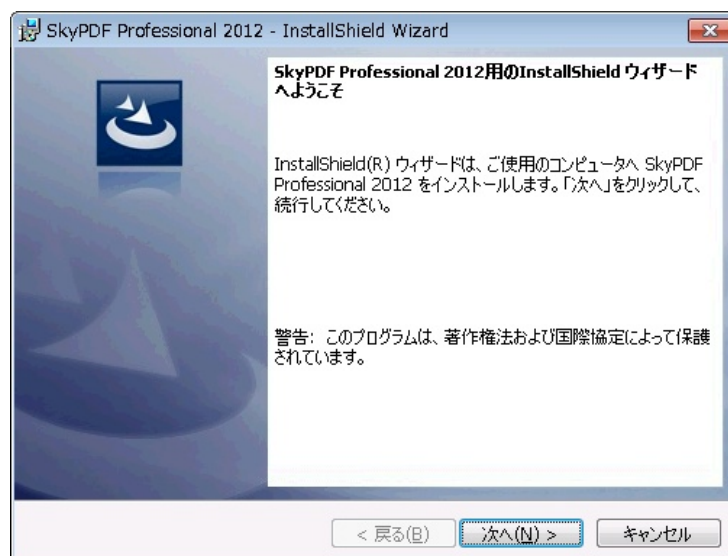 SkyPDF Professional 2012 - InstallShield Wizard
SkyPDF Professional 2012用のInstallShield ウィザード
へようこそ
InstallShield(R) ウィザードは、ご使用のコンピュータへ SkyPDF
Professional 2012 をインストールします。「次へ」をクリックして、
続行してください。
警告: このプログラムは、著作権法および国際協定によって保護
されています。
< 戻る(B)
次へ(N) >
キャンセル